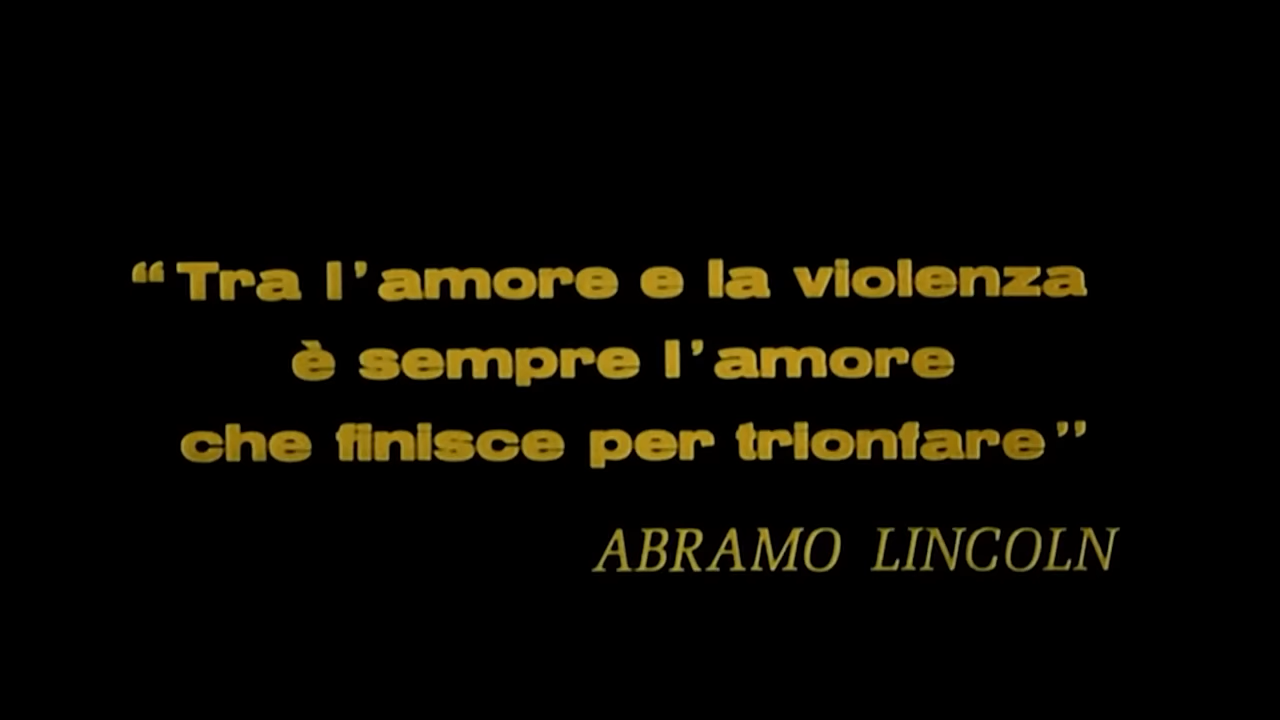 “Tra l’amore e la violenza
è sempre l’amore
che finisce per trionfare”
ABRAMO LINCOLN